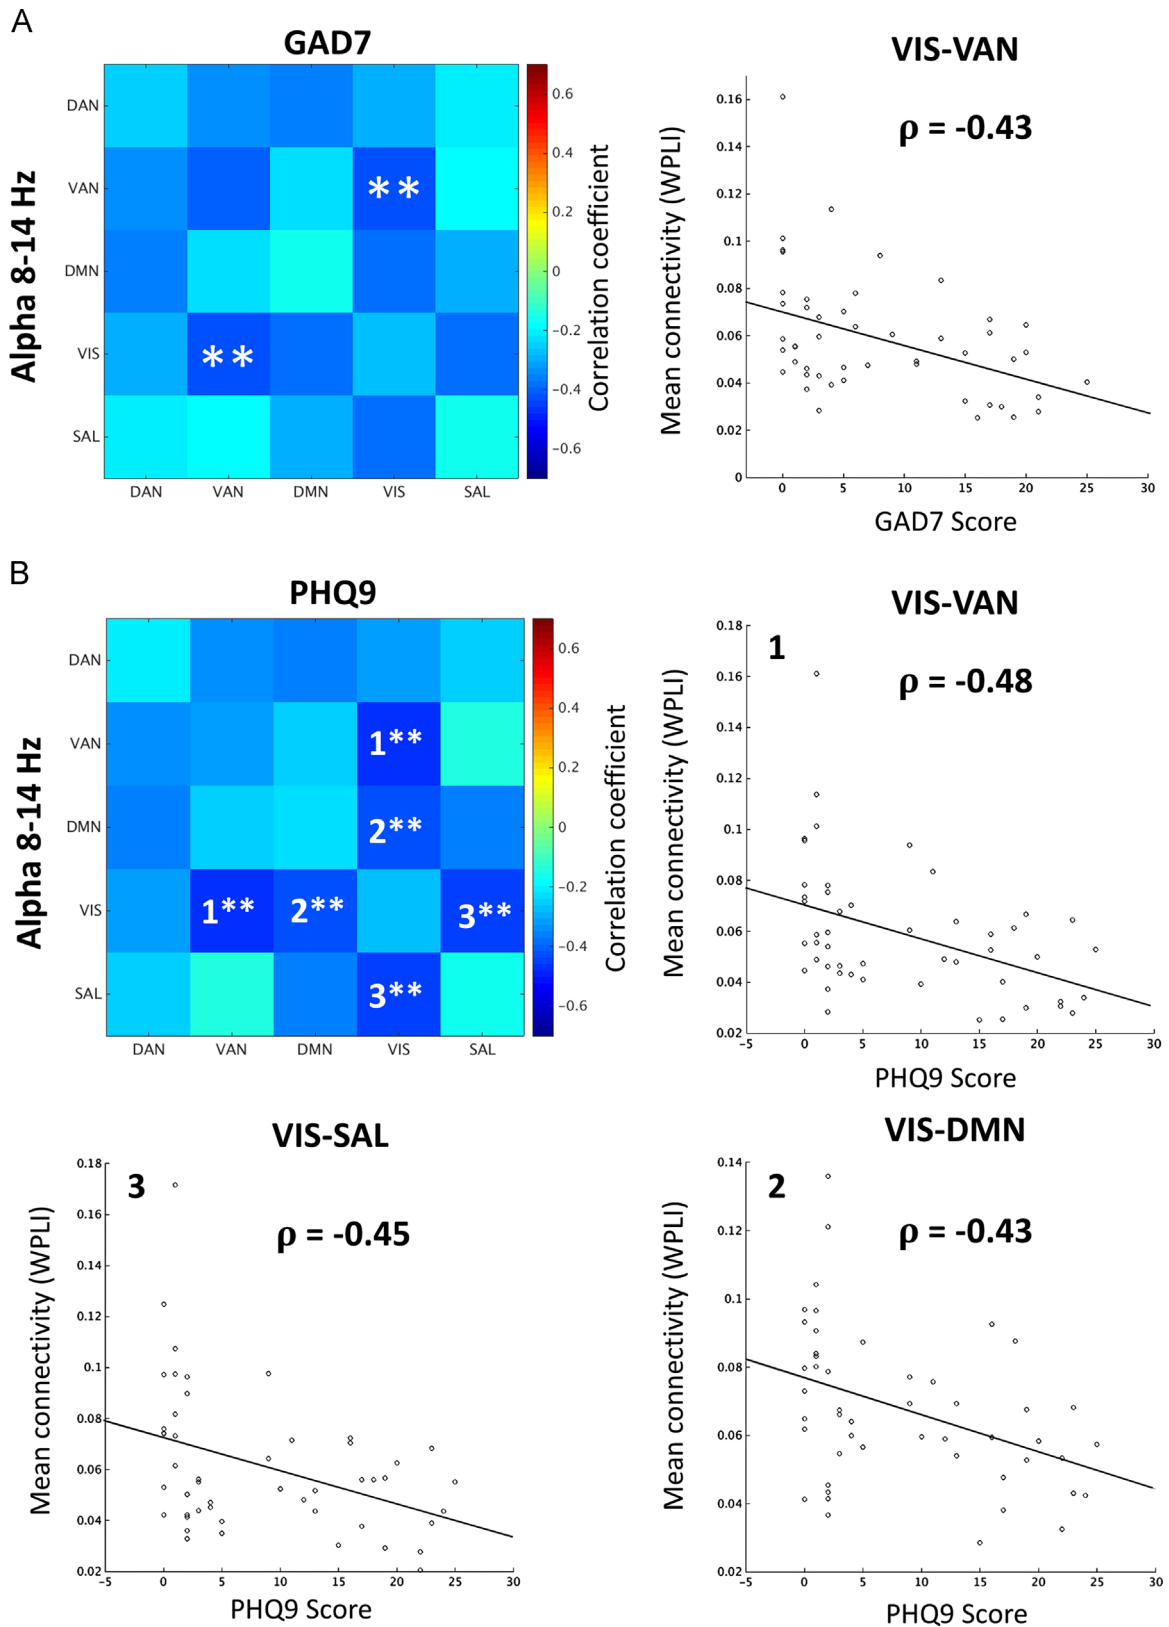 A
GAD7
Alpha 8-14 Hz
DAN
VAN
DMN
VIS
SAL
**
**
DAN VAN DMN VIS SAL
0.6
0.4
0.2
0
−0.2
−0.4
−0.6
Correlation coefficient
VIS-VAN
ρ = -0.43
Mean connectivity (WPLI)
0.16
0.14
0.12
0.1
0.08
0.06
0.04
0.02
0
0 5 10 15 20 25 30
GAD7 Score
B
PHQ9
Alpha 8-14 Hz
DAN
VAN
DMN
VIS
SAL
1**
2**
1** 2** 3**
3**
DAN VAN DMN VIS SAL
0.6
0.4
0.2
0
−0.2
−0.4
−0.6
Correlation coefficient
VIS-VAN
1
ρ = -0.48
Mean connectivity (WPLI)
0.18
0.16
0.14
0.12
0.1
0.08
0.06
0.04
0.02
−5 0 5 10 15 20 25 30
PHQ9 Score
VIS-SAL
3
ρ = -0.45
Mean connectivity (WPLI)
0.18
0.16
0.14
0.12
0.1
0.08
0.06
0.04
0.02
−5 0 5 10 15 20 25 30
PHQ9 Score
VIS-DMN
2
ρ = -0.43
Mean connectivity (WPLI)
0.14
0.12
0.1
0.08
0.06
0.04
0.02
−5 0 5 10 15 20 25 30
PHQ9 Score